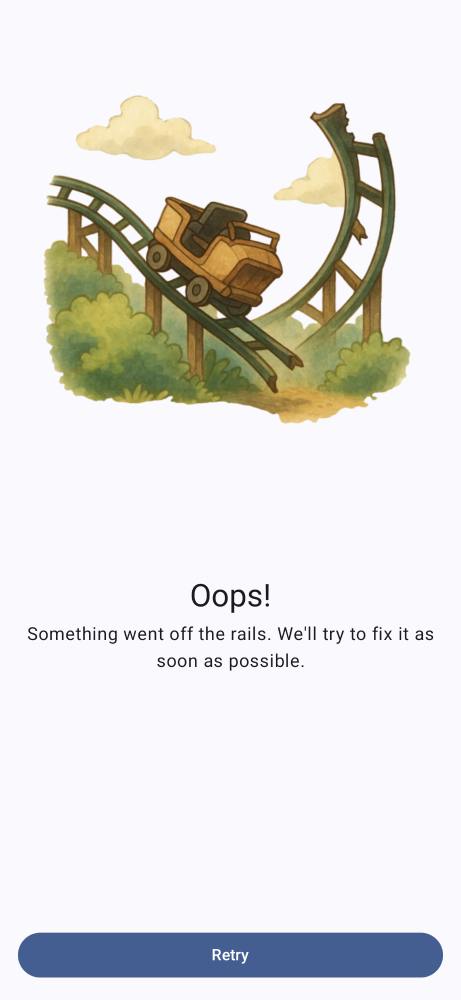 Oops!
Something went off the rails. We'll try to fix it as
soon as possible.
Retry